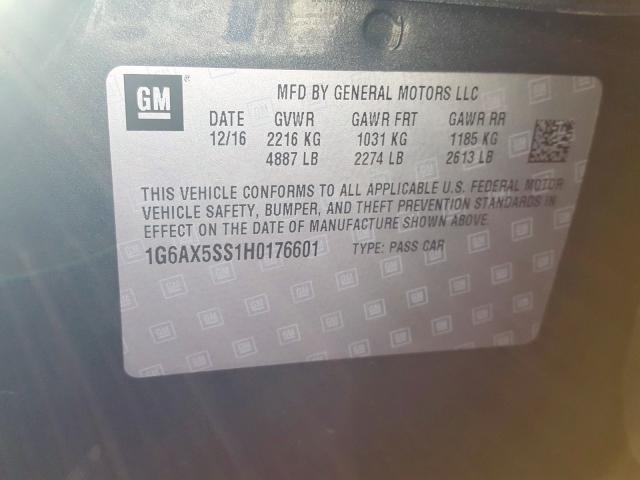 GM
MFD BY GENERAL MOTORS LLC
DATE GVWR GAWR FRT GAWR RR
12/16 2216 KG 1031 KG 1185 KG
4887 LB 2274 LB 2613 LB
THIS VEHICLE CONFORMS TO ALL APPLICABLE U.S. FEDERAL MOTOR
VEHICLE SAFETY, BUMPER, AND THEFT PREVENTION STANDARDS IN
EFFECT ON THE DATE OF MANUFACTURE SHOWN ABOVE.
1G6AX5SS1H0176601 TYPE: PASS CAR